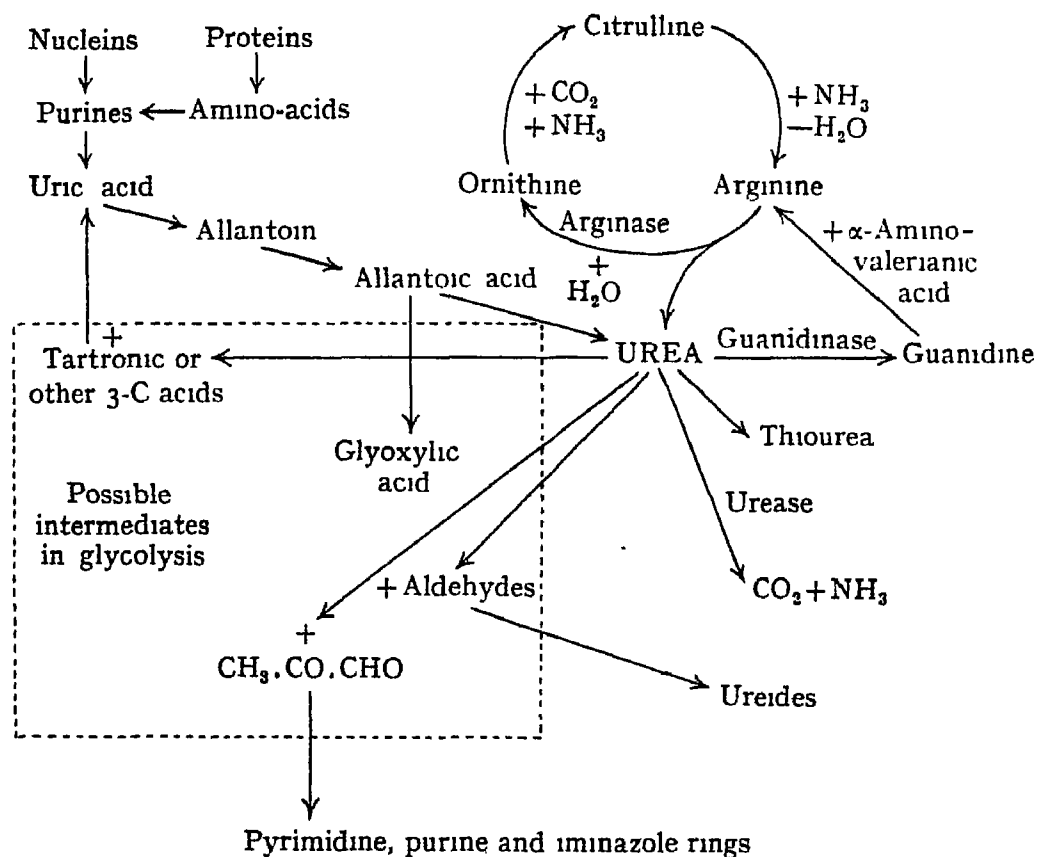 Nucleins
Proteins
Citrulline
+ CO₂
+ NH₃
+ NH₃
—H₂O
Purines
Amino-acids
Uric acid
Ornithine
Arginine
Arginase
Allantoin
+ α-Amino-
valerianic
acid
+
H₂O
Allantoic acid
+
Tartronic or
other 3-C acids
UREA
Guanidinase
Guanidine
Glyoxylic
acid
Thiourea
Possible
intermediates
in glycolysis
Urease
+ Aldehydes
CO₂ + NH₃
+
CH₃.CO.CHO
Ureides
Pyrimidine, purine and iminazole rings